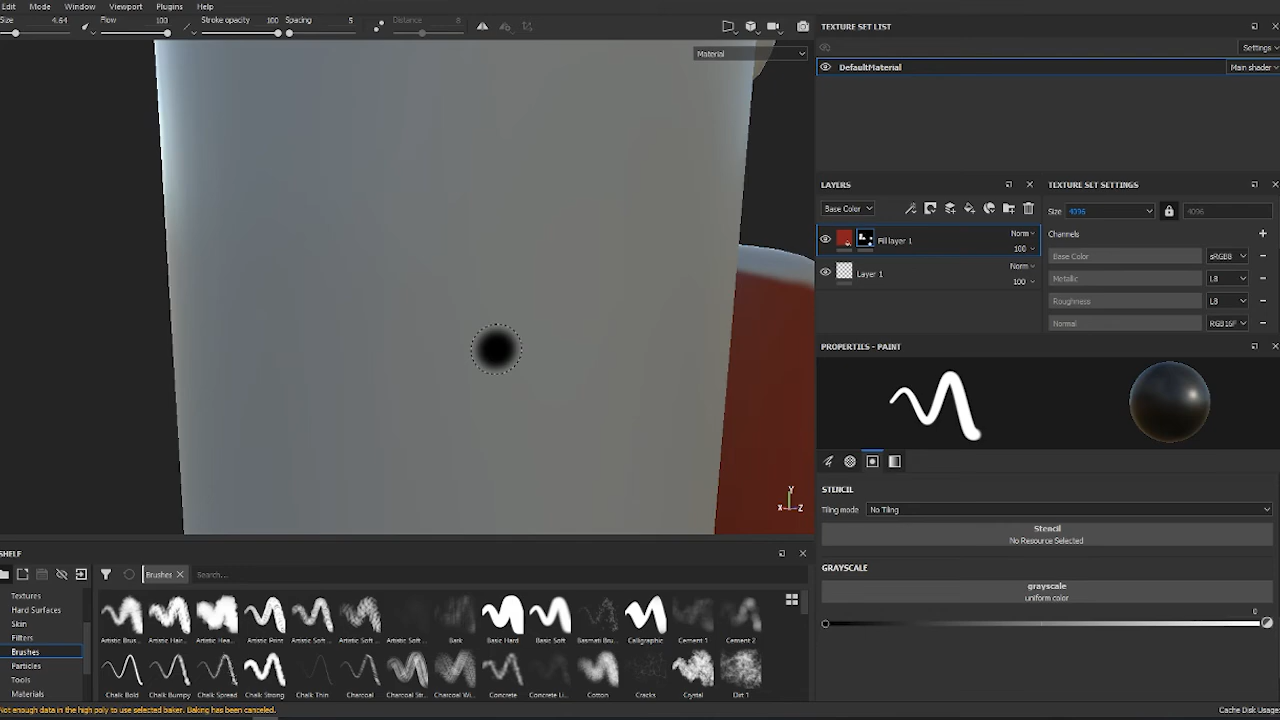 Edit Mode Window Viewport Plugins Help
Size 4.64 Flow 100 Stroke opacity 100 Spacing 5 Distance 8
Material
TEXTURE SET LIST
Settings
DefaultMaterial Main shader
LAYERS
Base Color
Fill layer 1 Norm
100
Layer 1 Norm
100
TEXTURE SET SETTINGS
Size 4096 4096
Channels
Base Color sRGB8
Metallic L8
Roughness L8
Normal RGB16F
PROPERTIES - PAINT
STENCIL
Tiling mode No Tiling
Stencil
No Resource Selected
GRAYSCALE
grayscale
uniform color
0
Y
X Z
SHELF
Brushes Search...
Textures
Hard Surfaces
Skin
Filters
Brushes
Particles
Tools
Materials
Artistic Brus... Artistic Hair... Artistic Hea... Artistic Print Artistic Soft ... Artistic Soft ... Artistic Soft ... Bark Basic Hard Basic Soft Basmati Bru... Calligraphic Cement 1 Cement 2
Chalk Bold Chalk Bumpy Chalk Spread Chalk Strong Chalk Thin Charcoal Charcoal Str... Charcoal Wi... Concrete Concrete Li... Cotton Cracks Crystal Dirt 1
Not enough data in the high poly to use selected baker. Baking has been canceled.
Cache Disk Usage: